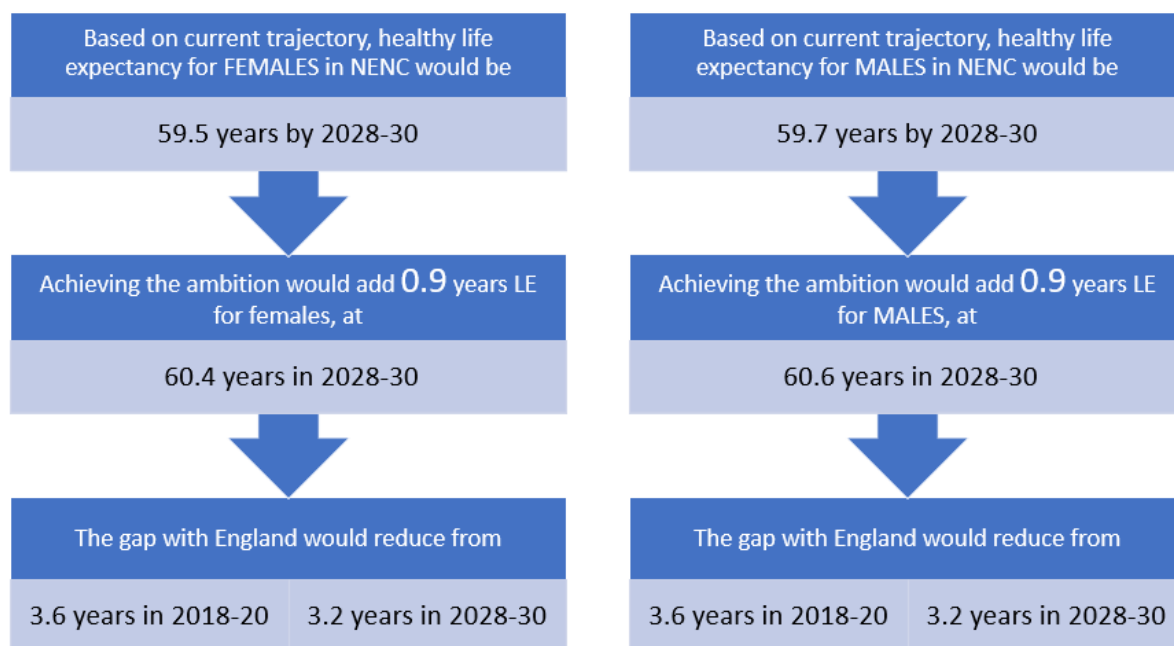 Based on current trajectory, healthy life
expectancy for FEMALES in NENC would be
59.5 years by 2028-30
Achieving the ambition would add 0.9 years LE
for females, at
60.4 years in 2028-30
The gap with England would reduce from
3.6 years in 2018-20
3.2 years in 2028-30
Based on current trajectory, healthy life
expectancy for MALES in NENC would be
59.7 years by 2028-30
Achieving the ambition would add 0.9 years LE
for MALES, at
60.6 years in 2028-30
The gap with England would reduce from
3.6 years in 2018-20
3.2 years in 2028-30